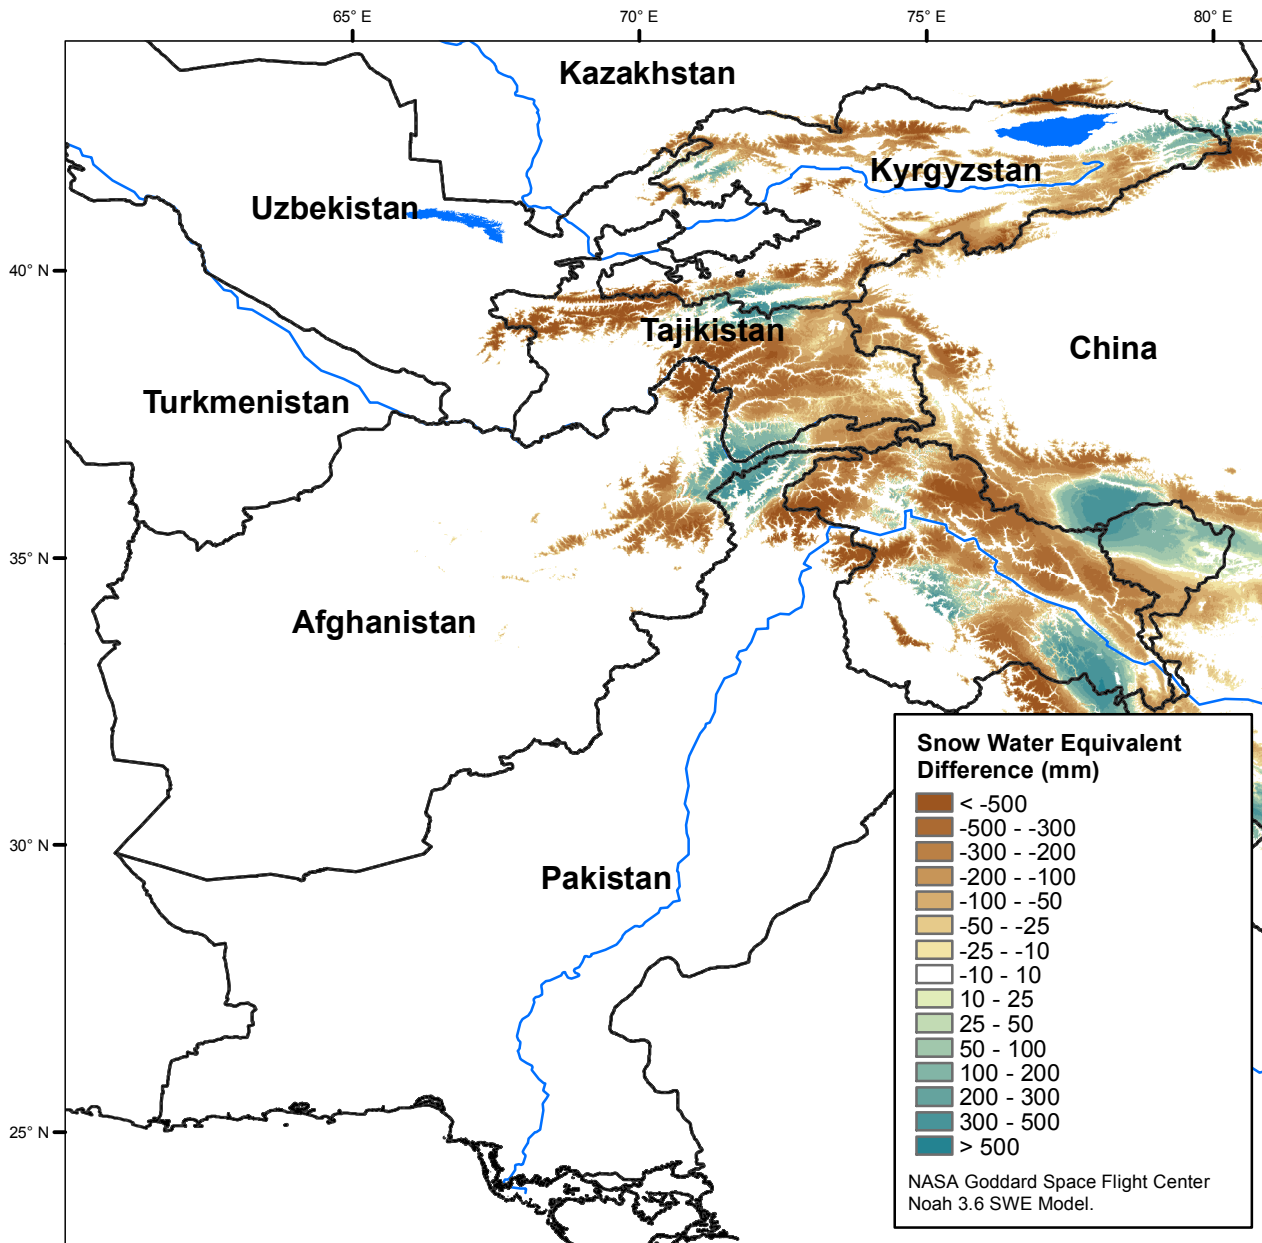 65° E
70° E
75° E
80° E
Kazakhstan
Kyrgyzstan
Uzbekistan
40° N
Tajikistan
China
Turkmenistan
35° N
Afghanistan
30° N
Pakistan
25° N
Snow Water Equivalent
Difference (mm)
< -500
-500 - -300
-300 - -200
-200 - -100
-100 - -50
-50 - -25
-25 - -10
-10 - 10
10 - 25
25 - 50
50 - 100
100 - 200
200 - 300
300 - 500
> 500
NASA Goddard Space Flight Center
Noah 3.6 SWE Model.